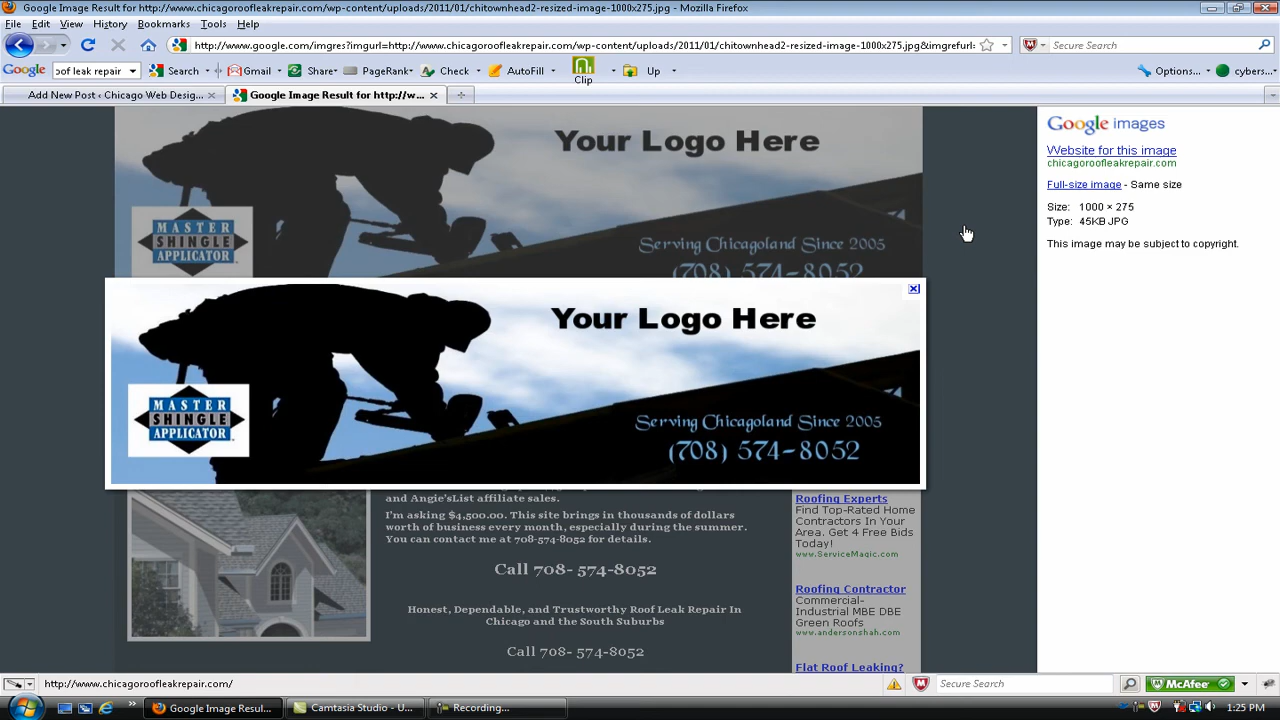 Google Image Result for http://www.chicagoroofleakrepair.com/wp-content/uploads/2011/01/chitownhead2-resized-image-1000x275.jpg - Mozilla Firefox
File Edit View History Bookmarks Tools Help
http://www.google.com/imgres?imgurl=http://www.chicagoroofleakrepair.com/wp-content/uploads/2011/01/chitownhead2-resized-image-1000x275.jpg&imgrefurl= Secure Search
Google oof leak repair Search Gmail Share PageRank Check AutoFill Clip Up Options... cybers...
Add New Post ‹ Chicago Web Desig... Google Image Result for http://w...
Your Logo Here
MASTER
SHINGLE
APPLICATOR
Serving Chicagoland Since 2005
(708) 574-8052
Your Logo Here
MASTER
SHINGLE
APPLICATOR
Serving Chicagoland Since 2005
(708) 574-8052
and Angie'sList affiliate sales.
I'm asking $4,500.00. This site brings in thousands of dollars
worth of business every month, especially during the summer.
You can contact me at 708-574-8052 for details.
Call 708- 574-8052
Honest, Dependable, and Trustworthy Roof Leak Repair In
Chicago and the South Suburbs
Call 708- 574-8052
Roofing Experts
Find Top-Rated Home
Contractors In Your
Area. Get 4 Free Bids
Today!
www.ServiceMagic.com
Roofing Contractor
Commercial-
Industrial MBE DBE
Green Roofs
www.andersonshah.com
Flat Roof Leaking?
Google images
Website for this image
chicagoroofleakrepair.com
Full-size image - Same size
Size: 1000 × 275
Type: 45KB JPG
This image may be subject to copyright.
http://www.chicagoroofleakrepair.com/ Secure Search McAfee
Google Image Result... Camtasia Studio - U... Recording... 1:25 PM